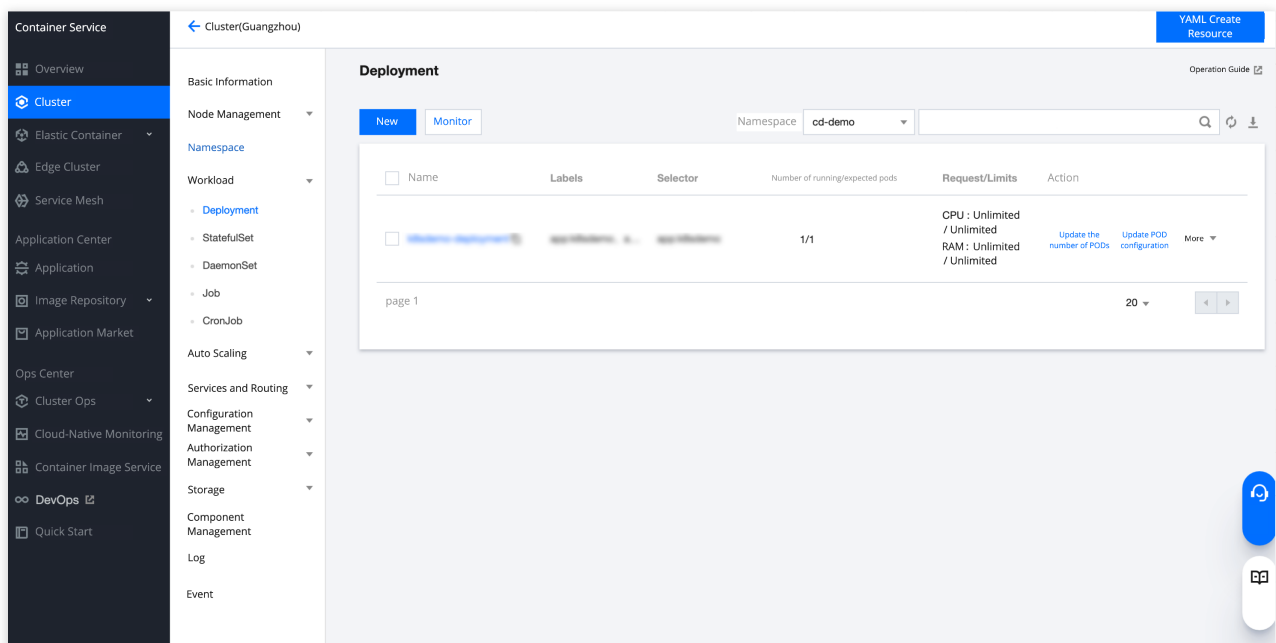 Container Service
Cluster(Guangzhou)
YAML Create
Resource
Overview
Cluster
Elastic Container
Edge Cluster
Service Mesh
Application Center
Application
Image Repository
Application Market
Ops Center
Cluster Ops
Cloud-Native Monitoring
Container Image Service
DevOps
Quick Start
Basic Information
Node Management
Namespace
Workload
Deployment
StatefulSet
DaemonSet
Job
CronJob
Auto Scaling
Services and Routing
Configuration
Management
Authorization
Management
Storage
Component
Management
Log
Event
Deployment
Operation Guide
New
Monitor
Namespace
cd-demo
Name
Labels
Selector
Number of running/expected pods
Request/Limits
Action
1/1
CPU : Unlimited
/ Unlimited
RAM : Unlimited
/ Unlimited
Update the
number of PODs
Update POD
configuration
More
page 1
20